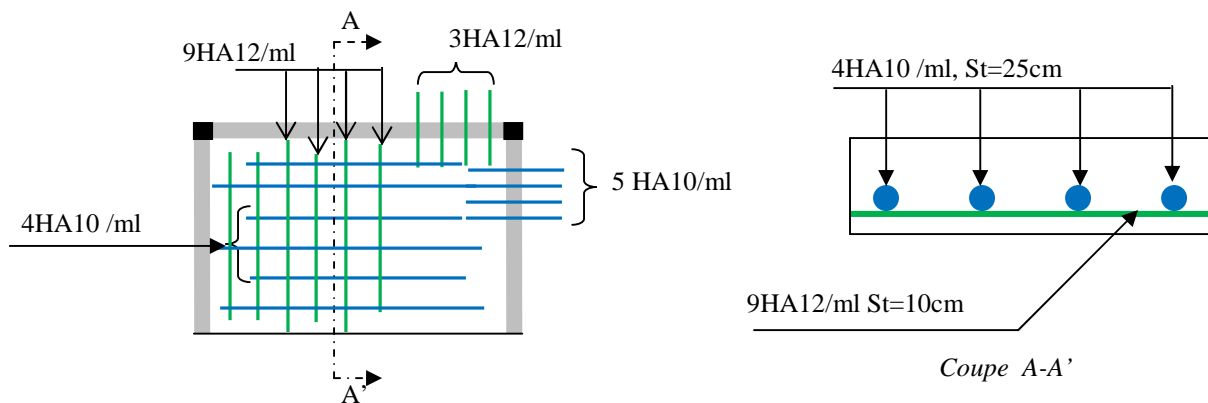 A
9HA12/ml
3HA12/ml
5 HA10/ml
4HA10 /ml
A’
4HA10 /ml, St=25cm
9HA12/ml St=10cm
Coupe A-A’